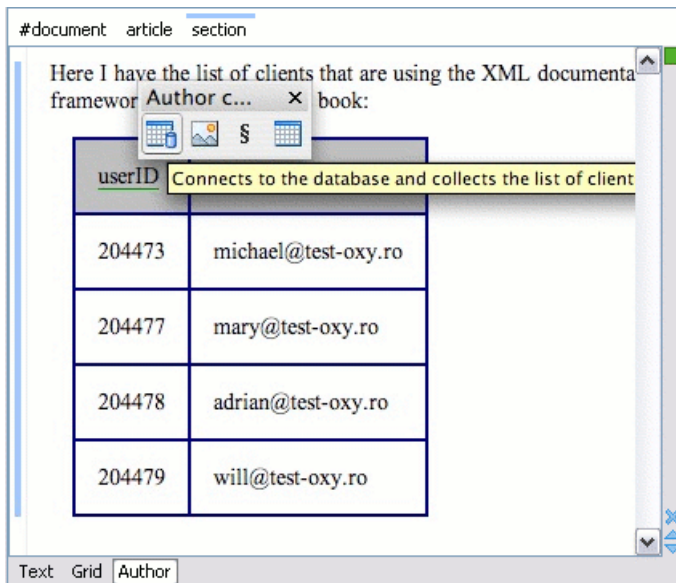 #document article section
Here I have the list of clients that are using the XML documenta
framewor book:
Author c... ×
§
userID
Connects to the database and collects the list of client
204473 michael@test-oxy.ro
204477 mary@test-oxy.ro
204478 adrian@test-oxy.ro
204479 will@test-oxy.ro
Text Grid Author